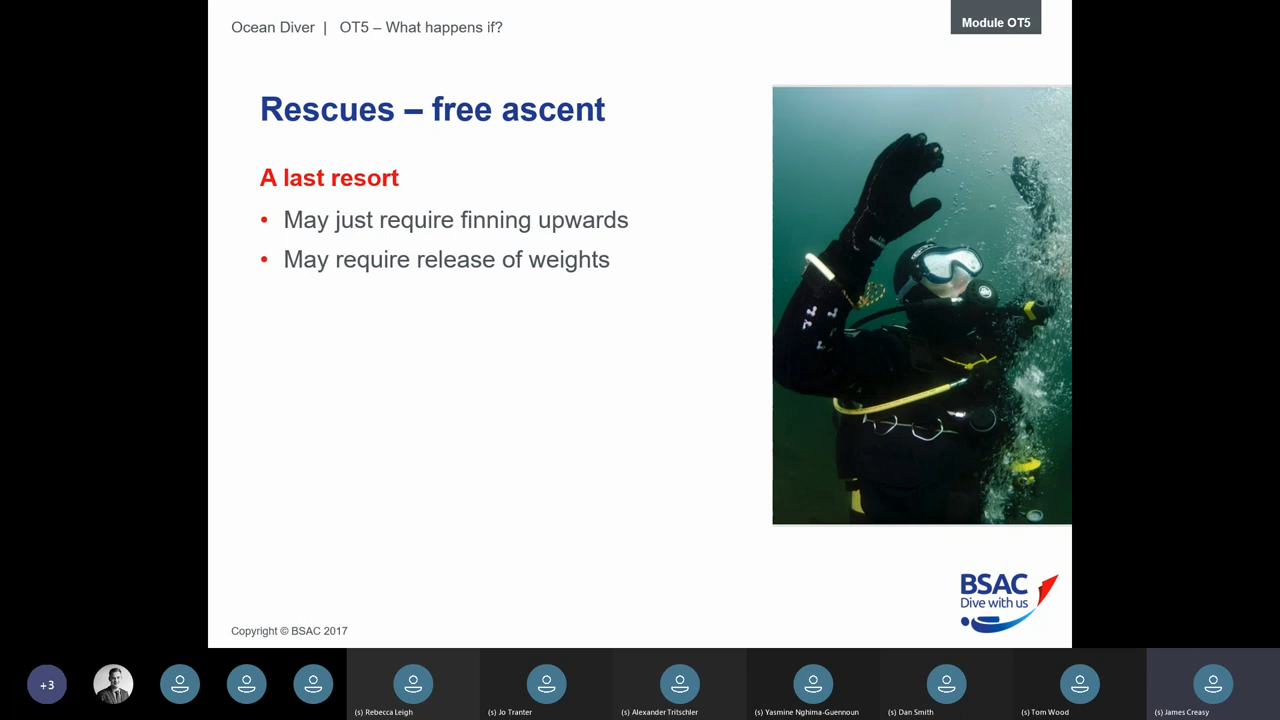 Ocean Diver | OT5 – What happens if?
Module OT5
Rescues – free ascent
A last resort
• May just require finning upwards
• May require release of weights
BSAC
Dive with us
Copyright © BSAC 2017
+3
(s) Rebecca Leigh
(s) Jo Tranter
(s) Alexander Tritschler
(s) Yasmine Nghima-Guennoun
(s) Dan Smith
(s) Tom Wood
(s) James Creasy